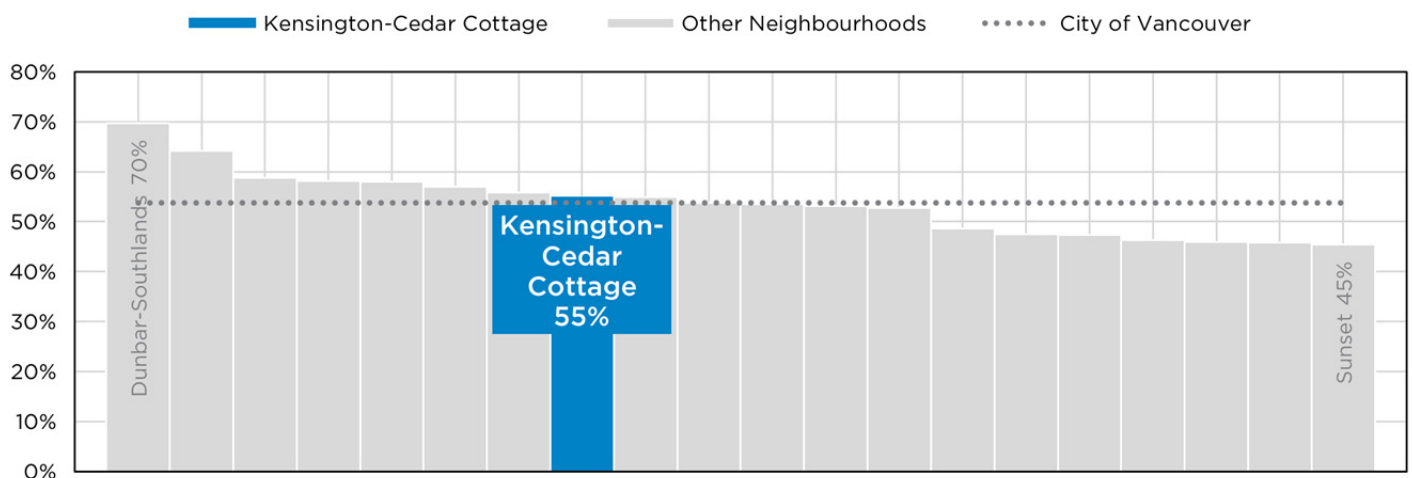 Kensington-Cedar Cottage
Other Neighbourhoods
City of Vancouver
80%
70%
60%
50%
40%
30%
20%
10%
0%
Dunbar-Southlands 70%
Kensington-
Cedar
Cottage
55%
Sunset 45%